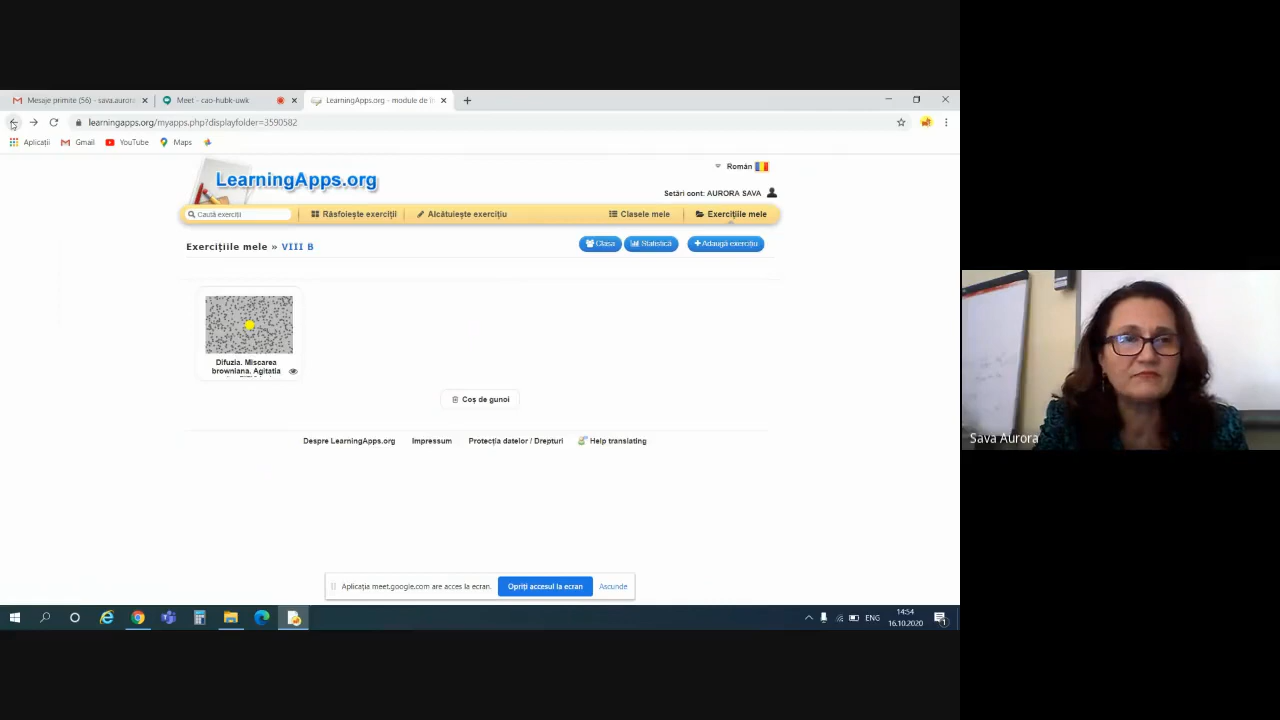 Mesaje primite (56) - sava.aurora
Meet - cao-hubk-uwk
LearningApps.org - module de în
learningapps.org/myapps.php?displayfolder=3590582
Aplicații Gmail YouTube Maps
Român
LearningApps.org
Setări cont: AURORA SAVA
Caută exerciții
Răsfoiește exerciții
Alcătuiește exercițiu
Clasele mele
Exercițiile mele
Exercițiile mele » VIII B
Clasa
Statistică
Adaugă exercițiu
Difuzia. Miscarea
browniana. Agitatia
Coș de gunoi
Despre LearningApps.org Impressum Protecția datelor / Drepturi Help translating
Sava Aurora
Aplicația meet.google.com are acces la ecran. Opriți accesul la ecran Ascunde
ENG
14:54
16.10.2020
1